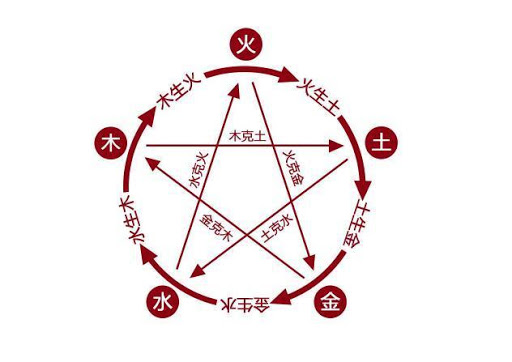 火
木生火
火生土
木
木克土
土
水克火
火克金
水生木
金克木
土克水
土生金
水
金生水
金